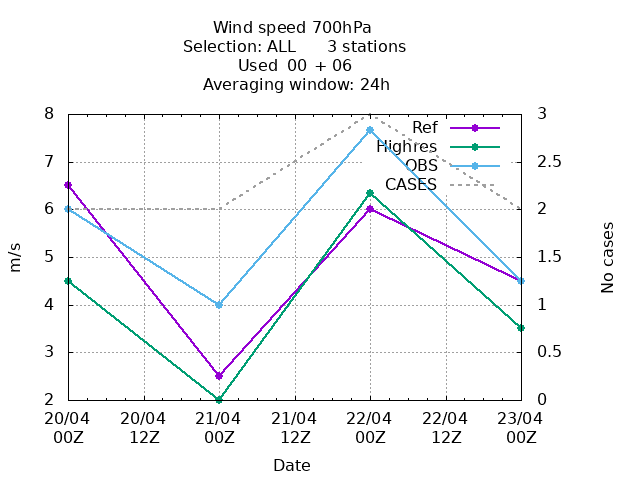 Wind speed 700hPa
Selection: ALL 3 stations
Used 00 + 06
Averaging window: 24h
8 3
Ref
Highres
7 2.5
OBS
CASES
6 2
m/s
5 1.5
No cases
4 1
3 0.5
2 0
20/04 20/04 21/04 21/04 22/04 22/04 23/04
00Z 12Z 00Z 12Z 00Z 12Z 00Z
Date